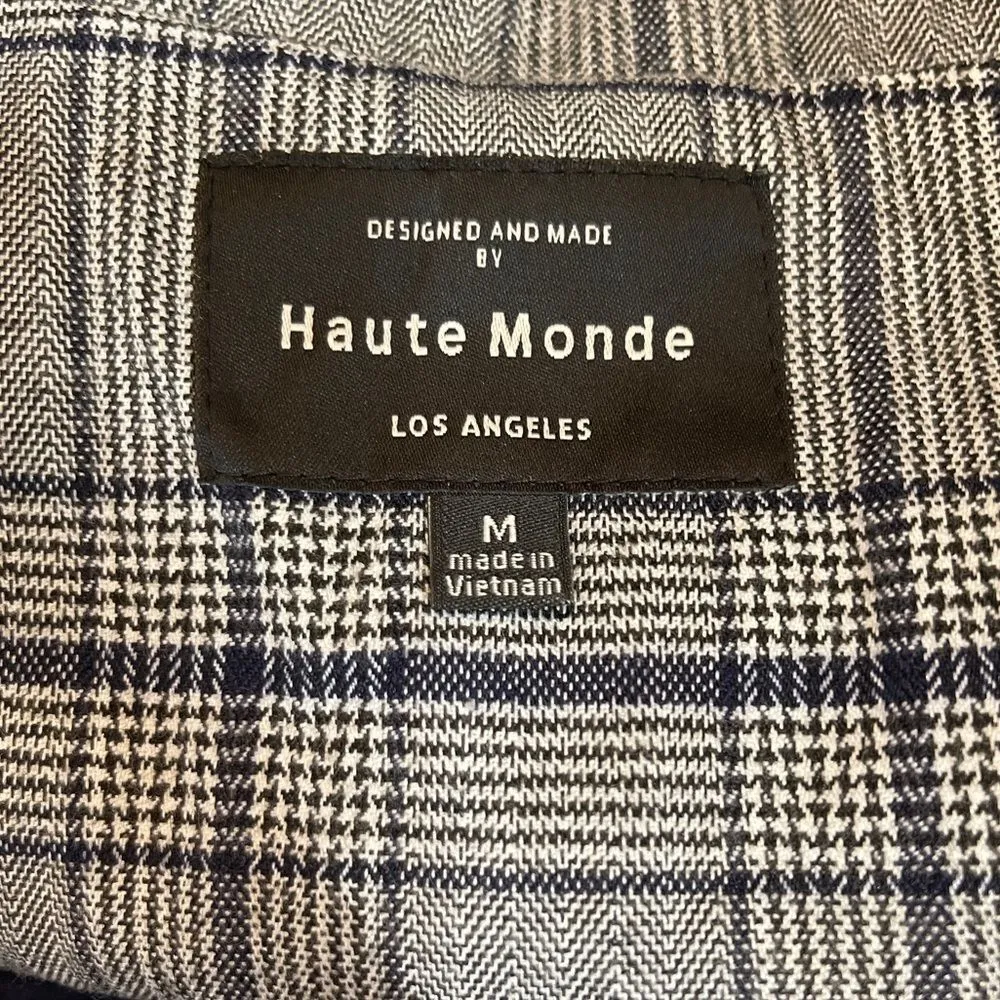 DESIGNED AND MADE
BY
Haute Monde
LOS ANGELES
M
made in
Vietnam